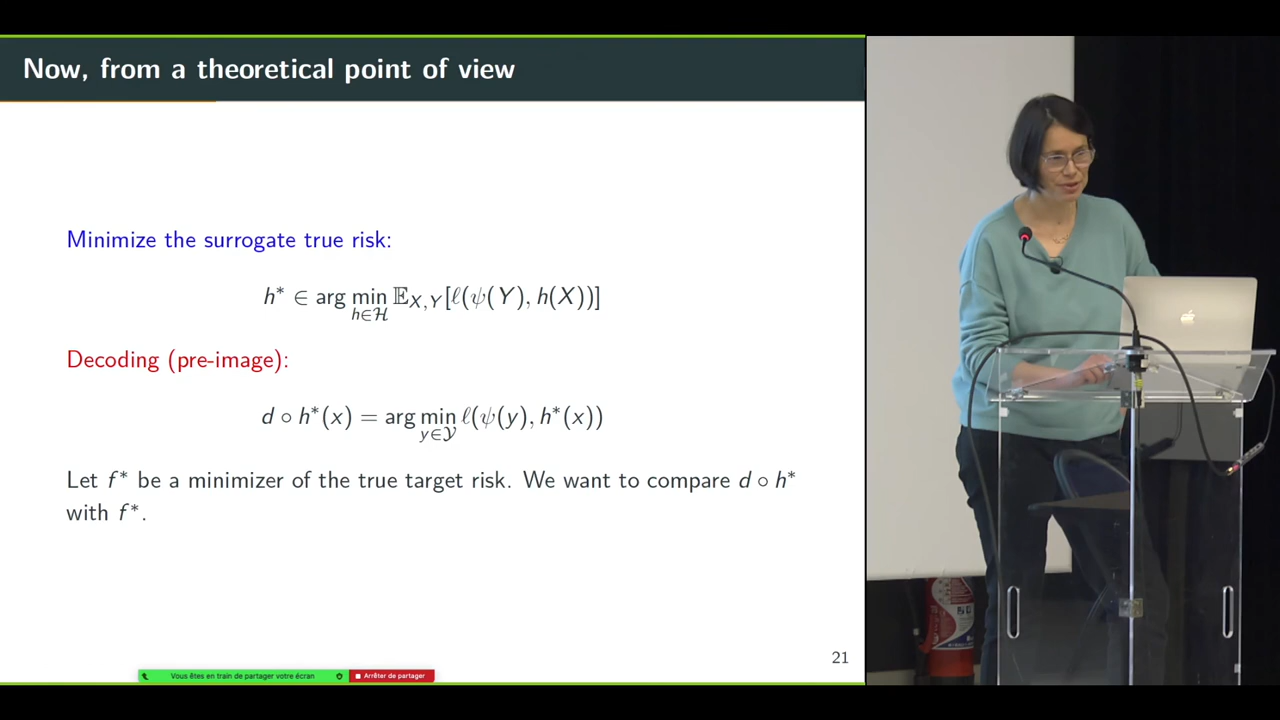 Now, from a theoretical point of view
Minimize the surrogate true risk:
h* ∈ arg min_{h∈ℋ} 𝔼_{X,Y}[ℓ(ψ(Y), h(X))]
Decoding (pre-image):
d ∘ h*(x) = arg min_{y∈𝒴} ℓ(ψ(y), h*(x))
Let f* be a minimizer of the true target risk. We want to compare d ∘ h*
with f*.
21
Vous êtes en train de partager votre écran
Arrêter de partager